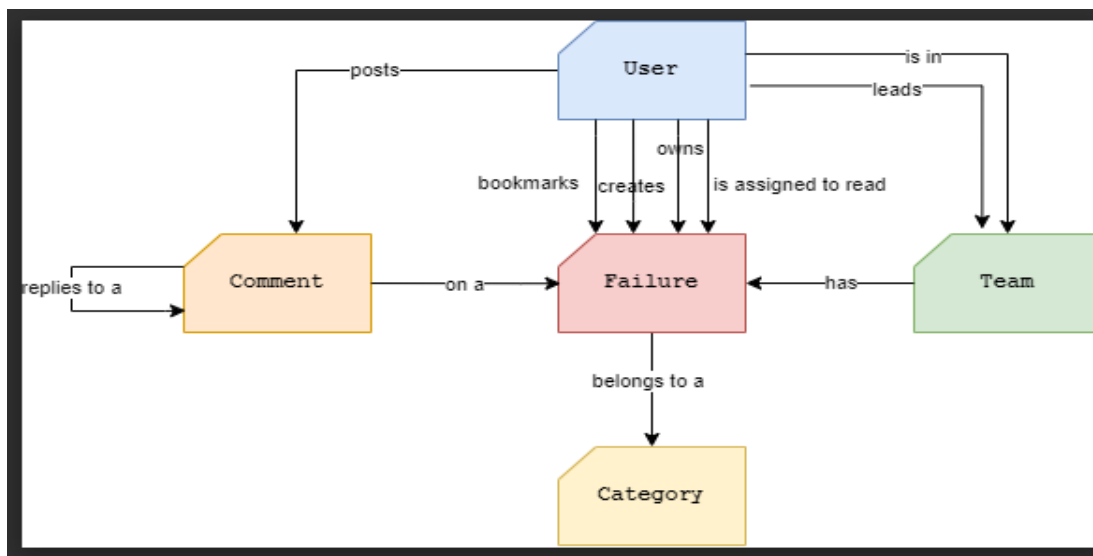 User
is in
posts
leads
owns
bookmarks
creates
is assigned to read
Comment
Failure
Team
replies to a
on a
has
belongs to a
Category